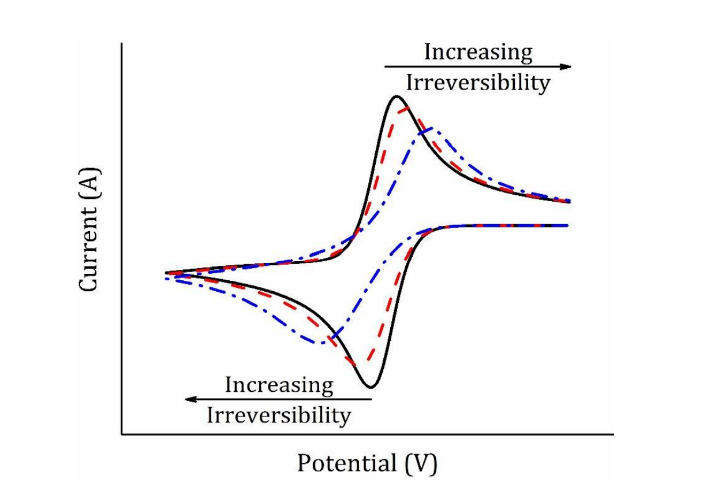 Increasing
Irreversibility
Current (A)
Increasing
Irreversibility
Potential (V)